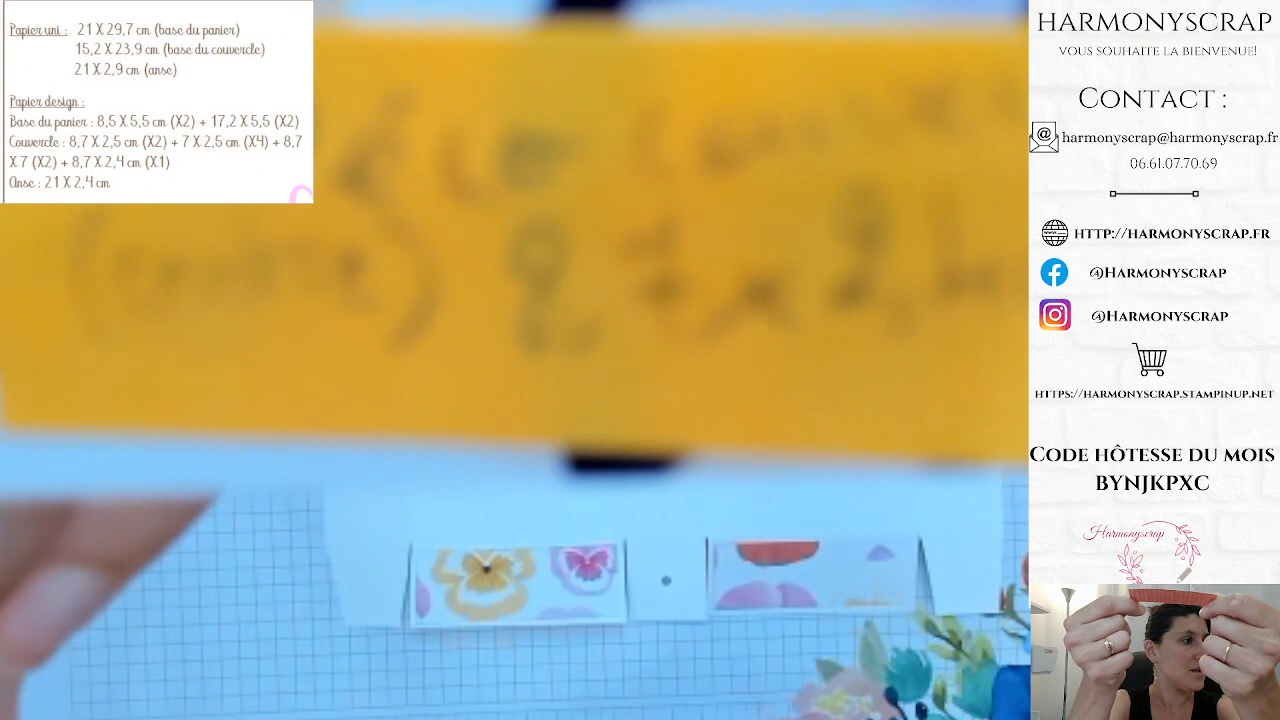 Papier uni : 21 X 29,7 cm (base du panier)
15,2 X 23,9 cm (base du couvercle)
21 X 2,9 cm (anse)
Papier design :
Base du panier : 8,5 X 5,5 cm (X2) + 17,2 X 5,5 (X2)
Couvercle : 8,7 X 2,5 cm (X2) + 7 X 2,5 cm (X4) + 8,7
X 7 (X2) + 8,7 X 2,4 cm (X1)
Anse : 21 X 2,4 cm
HARMONYSCRAP
VOUS SOUHAITE LA BIENVENUE!
CONTACT :
harmonyscrap@harmonyscrap.fr
06.61.07.70.69
HTTP://HARMONYSCRAP.FR
@HARMONYSCRAP
@HARMONYSCRAP
HTTPS://HARMONYSCRAP.STAMPINUP.NET
CODE HÔTESSE DU MOIS
BYNJKPXC
Harmonyscrap